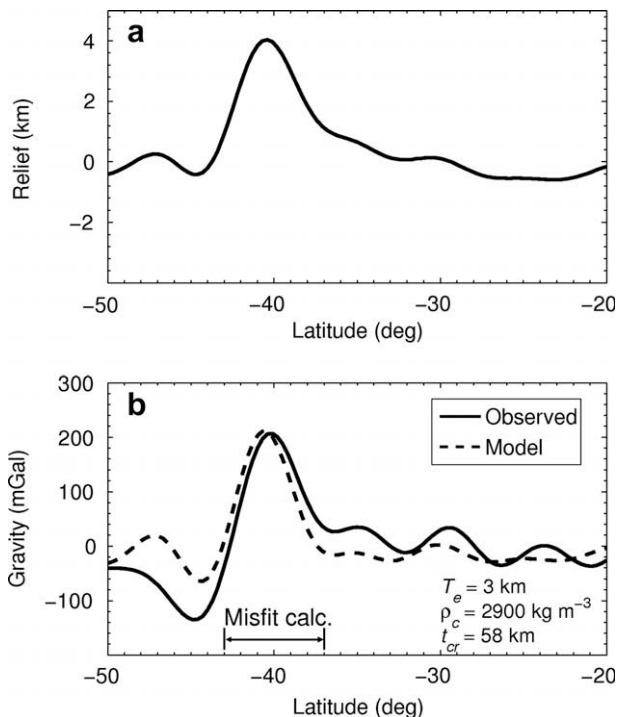 a
4
2
0
−2
Relief (km)
−50
−40
−30
−20
Latitude (deg)
b
300
200
100
0
−100
Gravity (mGal)
Observed
Model
Misfit calc.
T_e = 3 km
ρ_c = 2900 kg m⁻³
t_cr = 58 km
−50
−40
−30
−20
Latitude (deg)